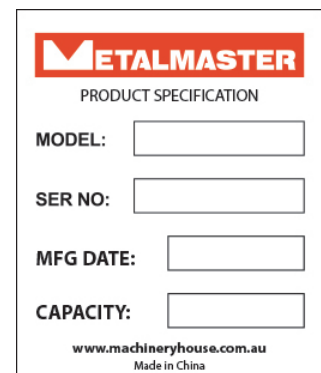 METALMASTER
PRODUCT SPECIFICATION
MODEL:
SER NO:
MFG DATE:
CAPACITY:
www.machineryhouse.com.au
Made in China